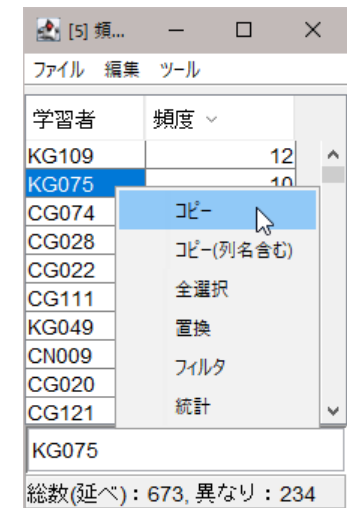 [5] 頻...
ファイル 編集 ツール
学習者 頻度
KG109 12
KG075 10
CG074
CG028
CG022
CG111
KG049
CN009
CG020
CG121
コピー
コピー(列名含む)
全選択
置換
フィルタ
統計
KG075
総数(延べ)：673, 異なり：234